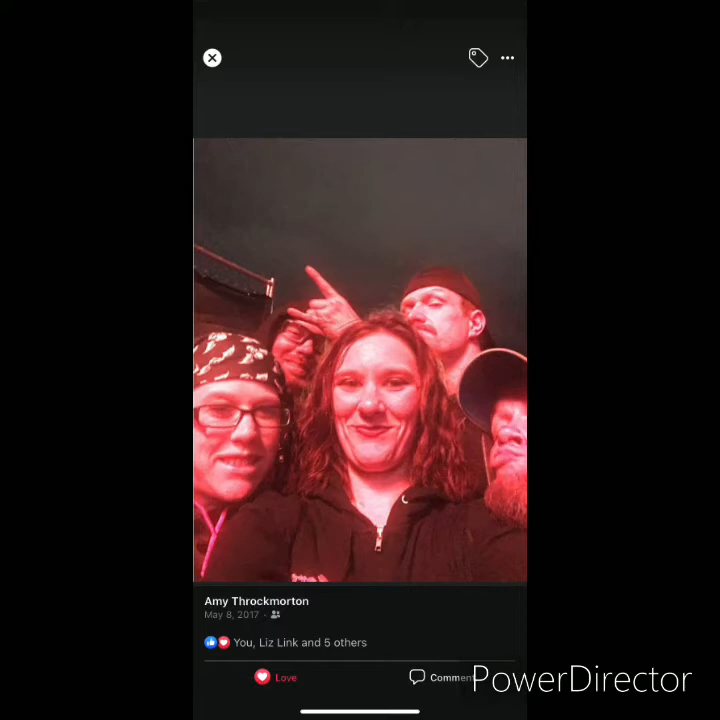 Amy Throckmorton
May 8, 2017
You, Liz Link and 5 others
Love
Comment
PowerDirector